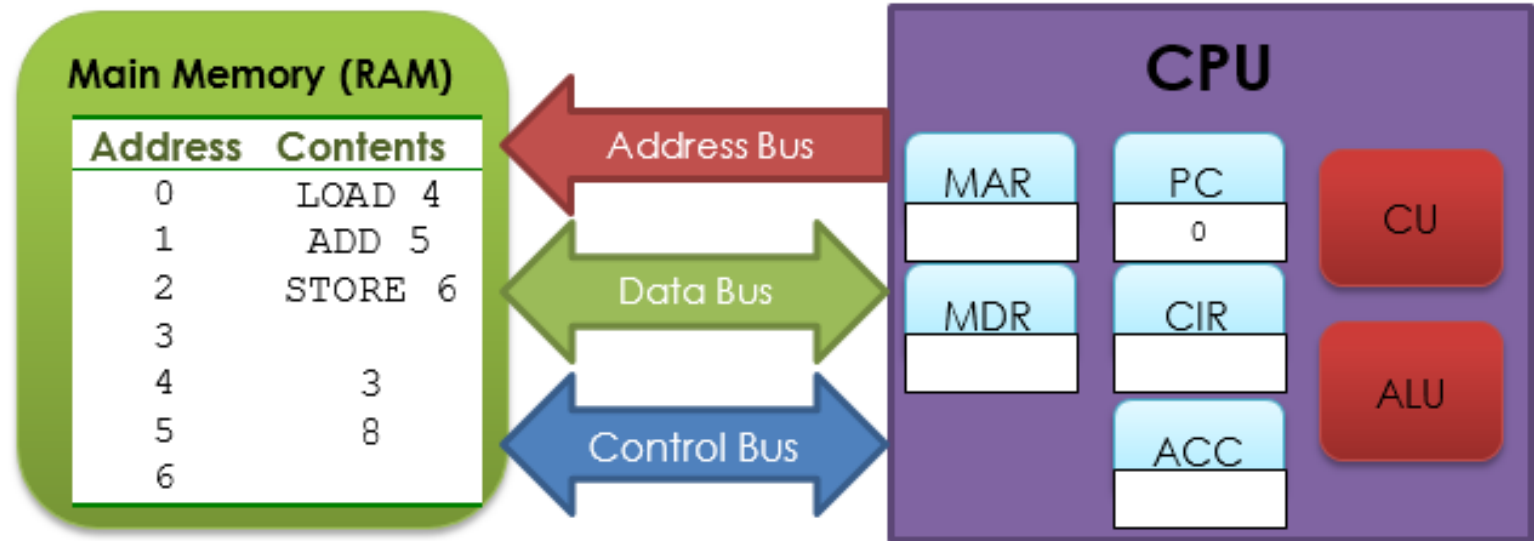 Main Memory (RAM)
Address Contents
0 LOAD 4
1 ADD 5
2 STORE 6
3
4 3
5 8
6
Address Bus
Data Bus
Control Bus
CPU
MAR
PC
0
CU
MDR
CIR
ALU
ACC